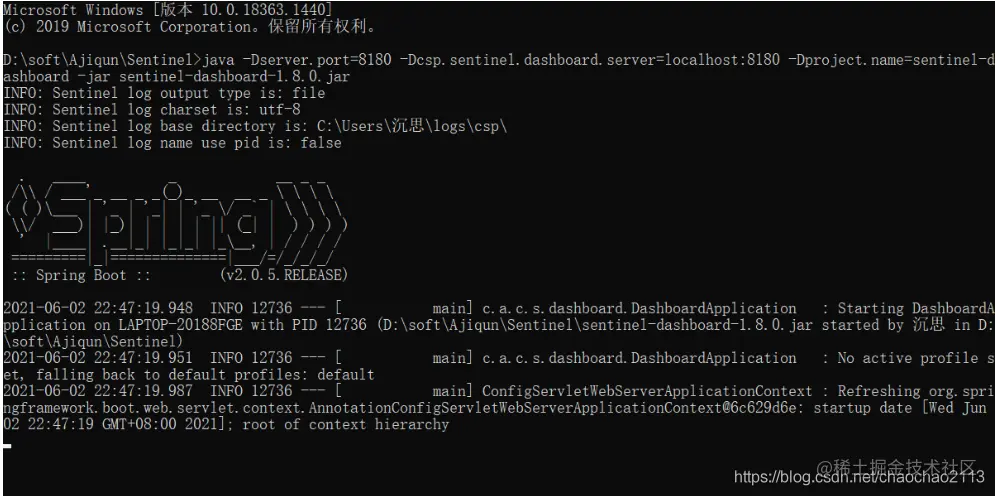 Microsoft Windows [版本 10.0.18363.1440]
(c) 2019 Microsoft Corporation。保留所有权利。
D:\soft\Ajiqun\Sentinel>java -Dserver.port=8180 -Dcsp.sentinel.dashboard.server=localhost:8180 -Dproject.name=sentinel-d
ashboard -jar sentinel-dashboard-1.8.0.jar
INFO: Sentinel log output type is: file
INFO: Sentinel log charset is: utf-8
INFO: Sentinel log base directory is: C:\Users\沉思\logs\csp\
INFO: Sentinel log name use pid is: false
Spring
:: Spring Boot ::        (v2.0.5.RELEASE)
2021-06-02 22:47:19.948  INFO 12736 --- [           main] c.a.c.s.dashboard.DashboardApplication   : Starting DashboardA
pplication on LAPTOP-20188FGE with PID 12736 (D:\soft\Ajiqun\Sentinel\sentinel-dashboard-1.8.0.jar started by 沉思 in D:
\soft\Ajiqun\Sentinel)
2021-06-02 22:47:19.951  INFO 12736 --- [           main] c.a.c.s.dashboard.DashboardApplication   : No active profile s
et, falling back to default profiles: default
2021-06-02 22:47:19.987  INFO 12736 --- [           main] ConfigServletWebServerApplicationContext : Refreshing org.spri
ngframework.boot.web.servlet.context.AnnotationConfigServletWebServerApplicationContext@6c629d6e: startup date [Wed Jun
02 22:47:19 GMT+08:00 2021]; root of context hierarchy
@稀土掘金技术社区
https://blog.csdn.net/chaochao2113